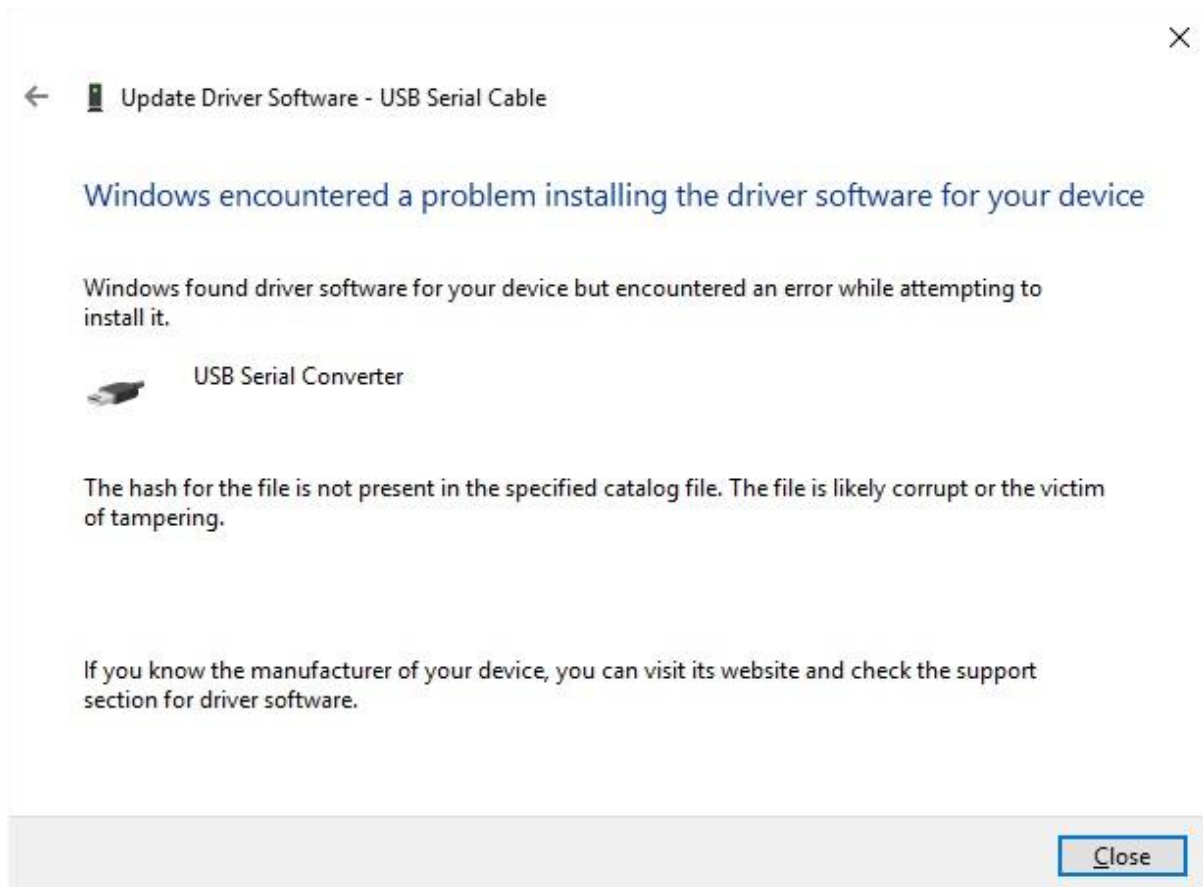 Update Driver Software - USB Serial Cable
Windows encountered a problem installing the driver software for your device
Windows found driver software for your device but encountered an error while attempting to
install it.
USB Serial Converter
The hash for the file is not present in the specified catalog file. The file is likely corrupt or the victim
of tampering.
If you know the manufacturer of your device, you can visit its website and check the support
section for driver software.
Close